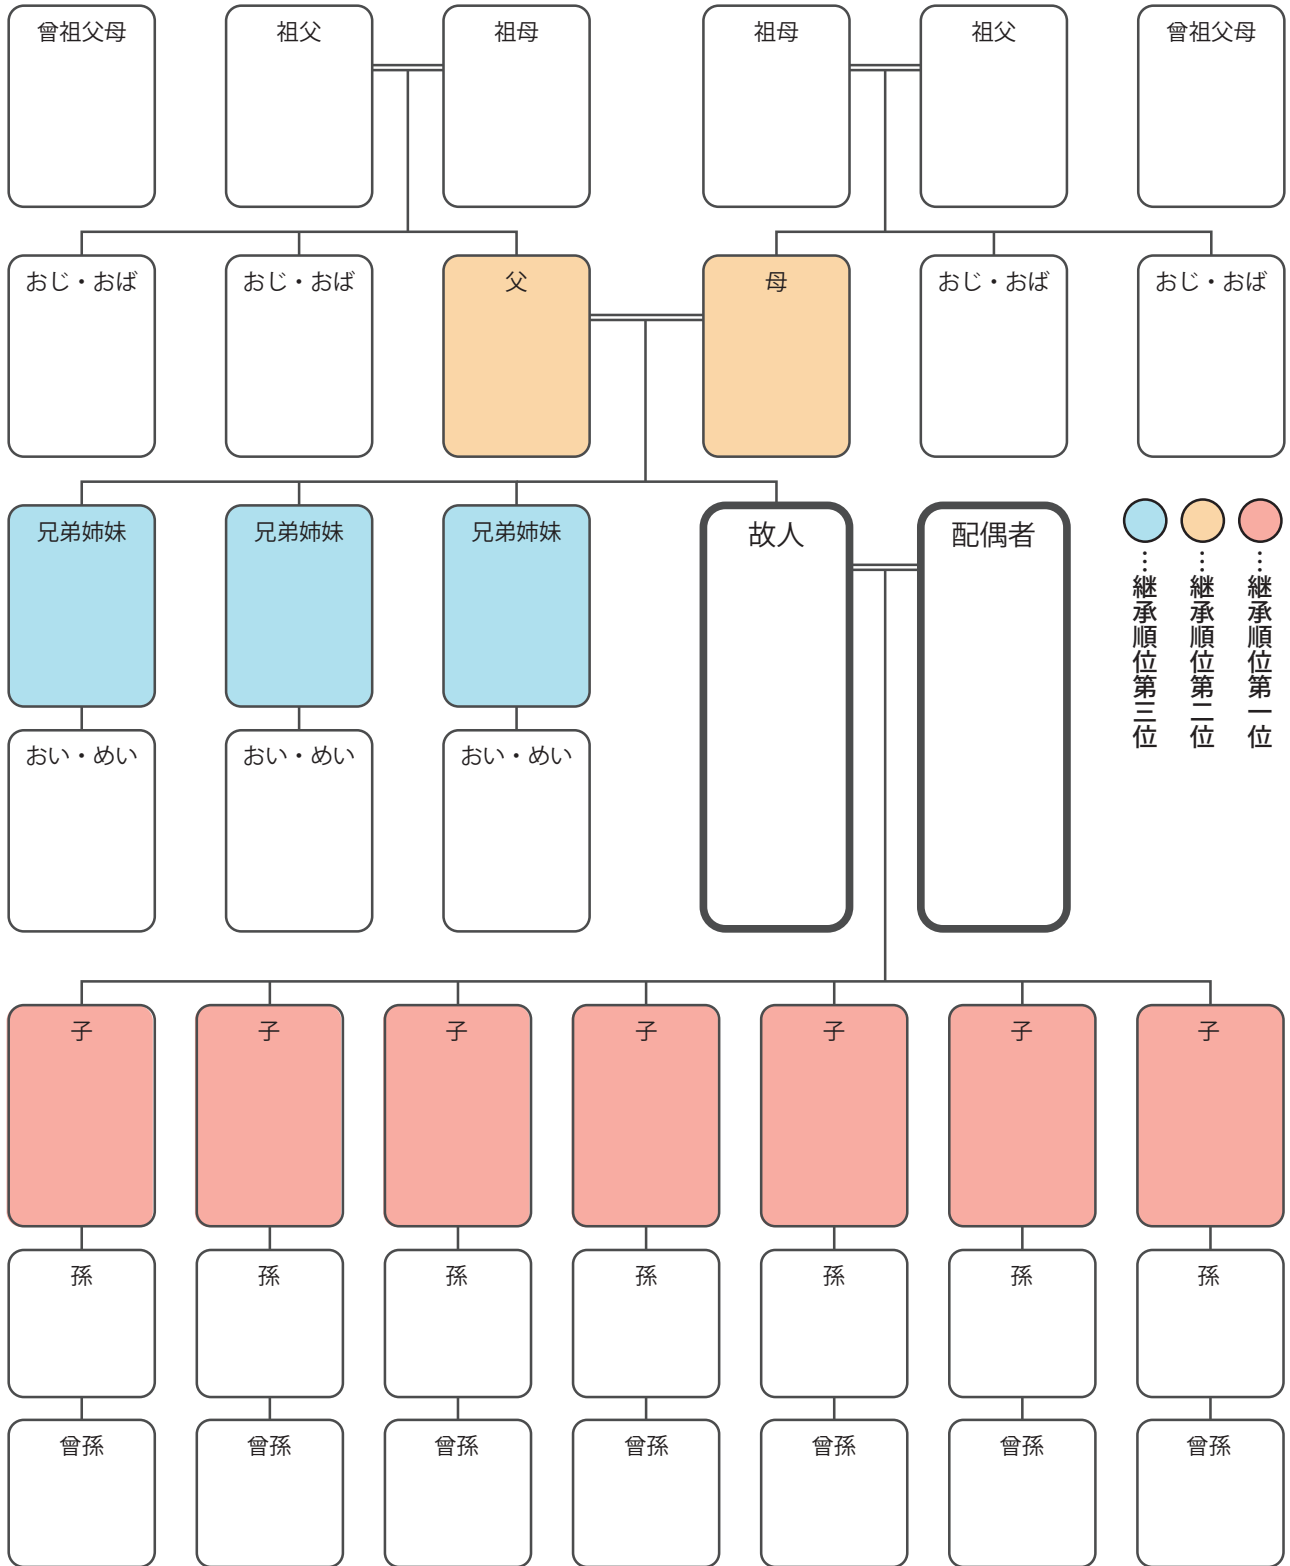 曾祖父母
祖父
祖母
祖母
祖父
曾祖父母
おじ・おば
おじ・おば
父
母
おじ・おば
おじ・おば
兄弟姉妹
兄弟姉妹
兄弟姉妹
故人
配偶者
…継承順位第一位
…継承順位第二位
…継承順位第三位
おい・めい
おい・めい
おい・めい
子
子
子
子
子
子
子
孫
孫
孫
孫
孫
孫
孫
曾孫
曾孫
曾孫
曾孫
曾孫
曾孫
曾孫